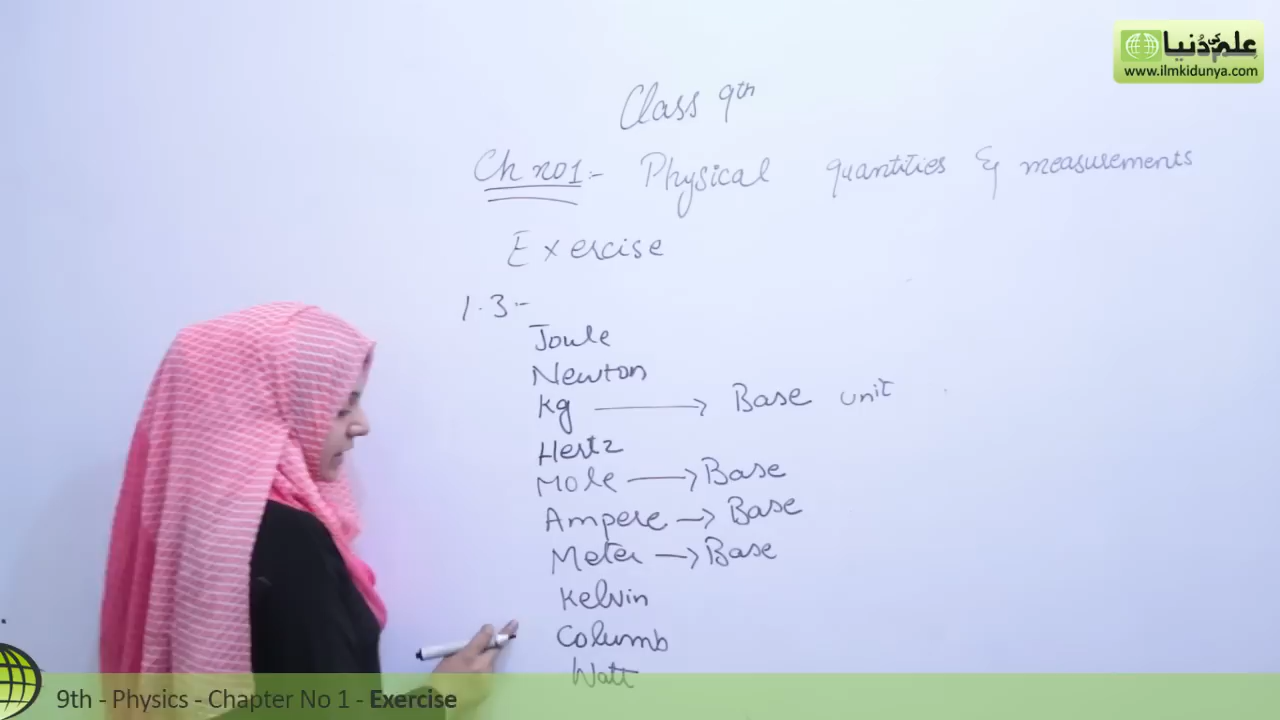 علم کی دنیا
www.ilmkidunya.com
Class 9th
Ch no1:- Physical quantities & measurements
Exercise
1.3:-
Joule
Newton
Kg → Base unit
Hertz
Mole → Base
Ampere → Base
Meter → Base
Kelvin
Columb
Watt
9th - Physics - Chapter No 1 - Exercise